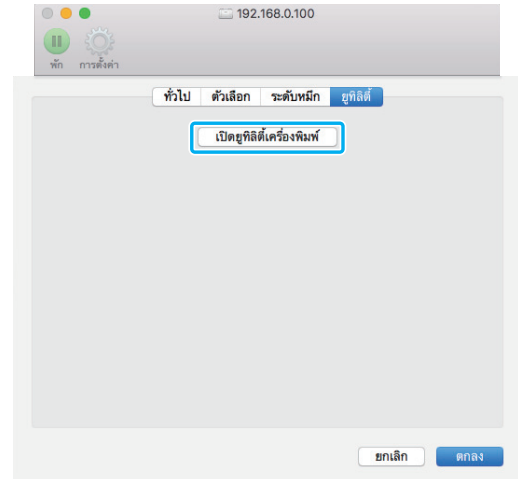 192.168.0.100
พัก การตั้งค่า
ทั่วไป ตัวเลือก ระดับหมึก ยูทิลิตี้
เปิดยูทิลิตี้เครื่องพิมพ์
ยกเลิก ตกลง